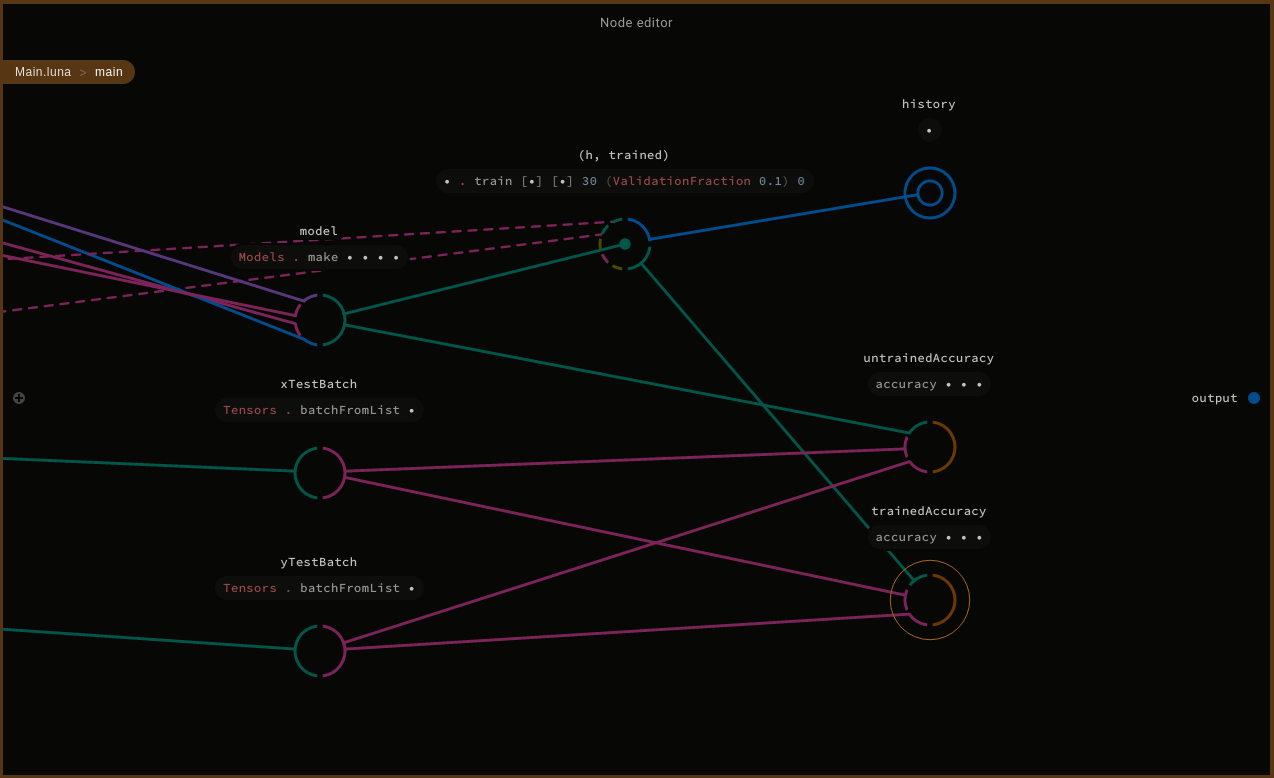 Node editor
Main.luna > main
history
•
(h, trained)
• . train [•] [•] 30 (ValidationFraction 0.1) 0
model
Models . make • • • •
untrainedAccuracy
accuracy • • •
xTestBatch
Tensors . batchFromList •
output
trainedAccuracy
accuracy • • •
yTestBatch
Tensors . batchFromList •